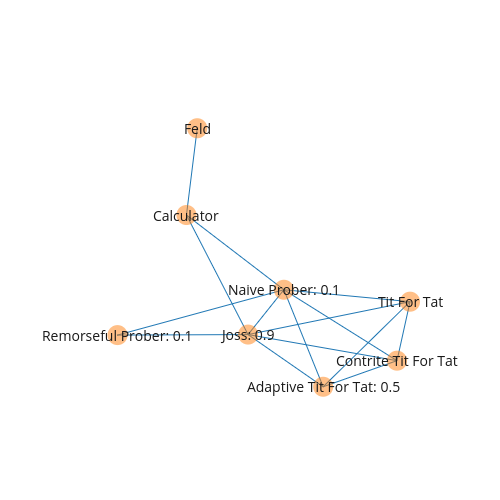 Feld
Calculator
Naive Prober: 0.1
Tit For Tat
Remorseful Prober: 0.1
Joss: 0.9
Contrite Tit For Tat
Adaptive Tit For Tat: 0.5